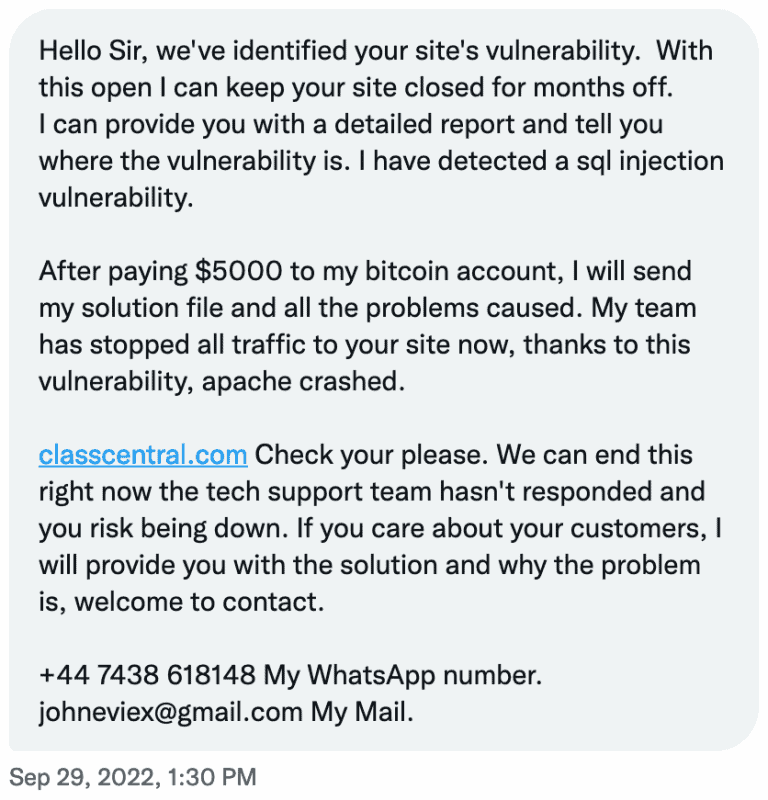 Hello Sir, we've identified your site's vulnerability.  With
this open I can keep your site closed for months off.
I can provide you with a detailed report and tell you
where the vulnerability is. I have detected a sql injection
vulnerability.
After paying $5000 to my bitcoin account, I will send
my solution file and all the problems caused. My team
has stopped all traffic to your site now, thanks to this
vulnerability, apache crashed.
classcentral.com Check your please. We can end this
right now the tech support team hasn't responded and
you risk being down. If you care about your customers, I
will provide you with the solution and why the problem
is, welcome to contact.
+44 7438 618148 My WhatsApp number.
johneviex@gmail.com My Mail.
Sep 29, 2022, 1:30 PM